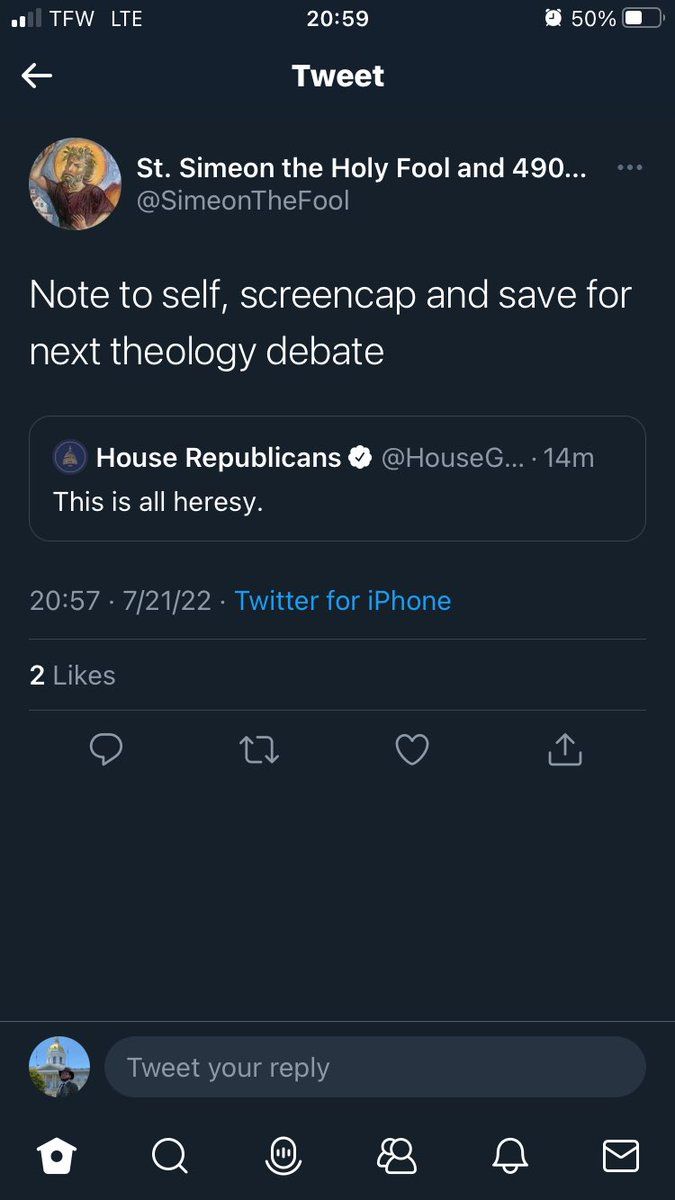 TFW LTE 20:59 50%
Tweet
St. Simeon the Holy Fool and 490...
@SimeonTheFool
Note to self, screencap and save for
next theology debate
House Republicans @HouseG... · 14m
This is all heresy.
20:57 · 7/21/22 · Twitter for iPhone
2 Likes
Tweet your reply